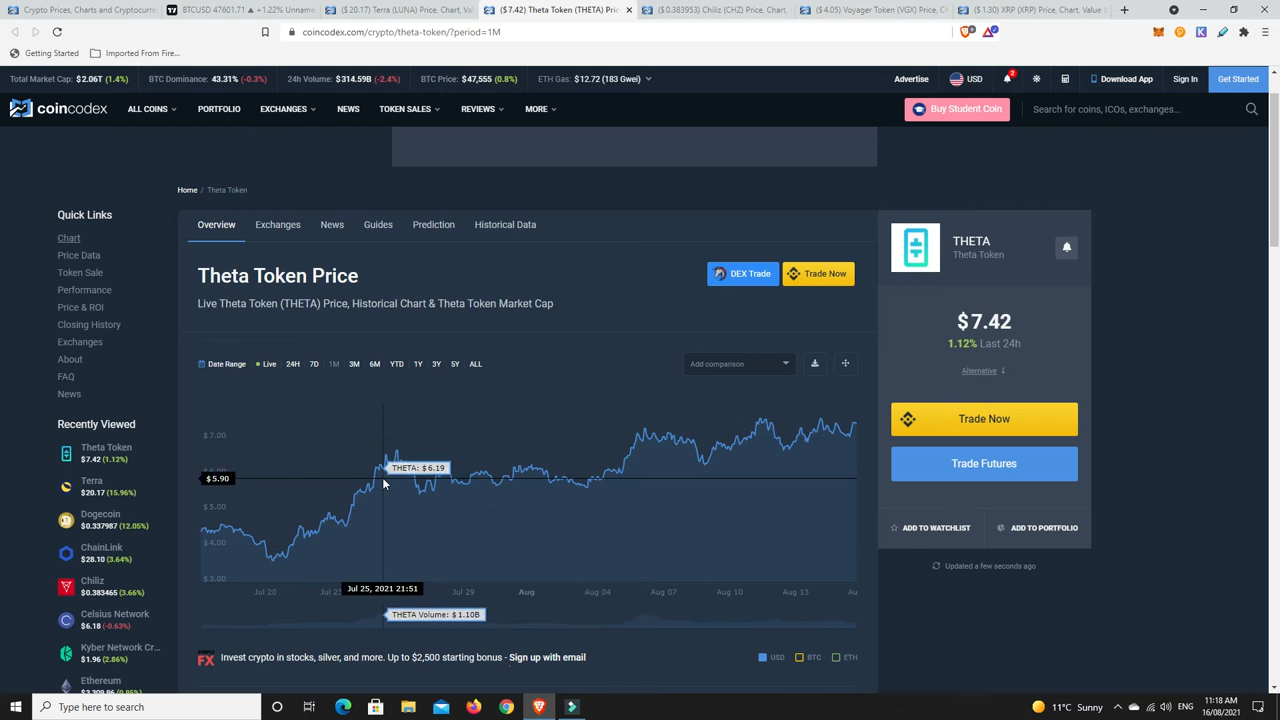 Crypto Prices, Charts and Cryptocurr
BTCUSD 47601.71 ▲ +1.22% Unname
($20.17) Terra (LUNA) Price, Chart, Val
($7.42) Theta Token (THETA) Price,
($0.383953) Chiliz (CHZ) Price, Chart,
($4.05) Voyager Token (VGX) Price, C
($1.30) XRP (XRP) Price, Chart, Value &
coincodex.com/crypto/theta-token/?period=1M
Getting Started
Imported From Fire...
Total Market Cap: $2.06T (1.4%)
BTC Dominance: 43.31% (-0.3%)
24h Volume: $314.59B (-2.4%)
BTC Price: $47,555 (0.8%)
ETH Gas: $12.72 (183 Gwei)
Advertise
USD
2
Download App
Sign In
Get Started
coincodex
ALL COINS
PORTFOLIO
EXCHANGES
NEWS
TOKEN SALES
REVIEWS
MORE
Buy Student Coin
Search for coins, ICOs, exchanges...
Home / Theta Token
Quick Links
Chart
Price Data
Token Sale
Performance
Price & ROI
Closing History
Exchanges
About
FAQ
News
Recently Viewed
Theta Token
$7.42 (1.12%)
Terra
$20.17 (15.96%)
Dogecoin
$0.337987 (12.05%)
ChainLink
$28.10 (3.64%)
Chiliz
$0.383465 (3.66%)
Celsius Network
$6.18 (-0.63%)
Kyber Network Cr...
$1.96 (2.86%)
Ethereum
Overview
Exchanges
News
Guides
Prediction
Historical Data
Theta Token Price
DEX Trade
Trade Now
Live Theta Token (THETA) Price, Historical Chart & Theta Token Market Cap
Date Range
Live
24H
7D
1M
3M
6M
YTD
1Y
3Y
5Y
ALL
Add comparison
$7.00
THETA: $6.19
$5.90
$5.00
$4.00
$3.00
Jul 25, 2021 21:51
Jul 20
Jul 29
Aug
Aug 04
Aug 07
Aug 10
Aug 13
Au
THETA Volume: $1.10B
SIMPLE FX
Invest crypto in stocks, silver, and more. Up to $2,500 starting bonus - Sign up with email
USD
BTC
ETH
THETA
Theta Token
$7.42
1.12% Last 24h
Alternative
Trade Now
Trade Futures
ADD TO WATCHLIST
ADD TO PORTFOLIO
Updated a few seconds ago
Type here to search
11°C Sunny
ENG
11:18 AM
16/08/2021